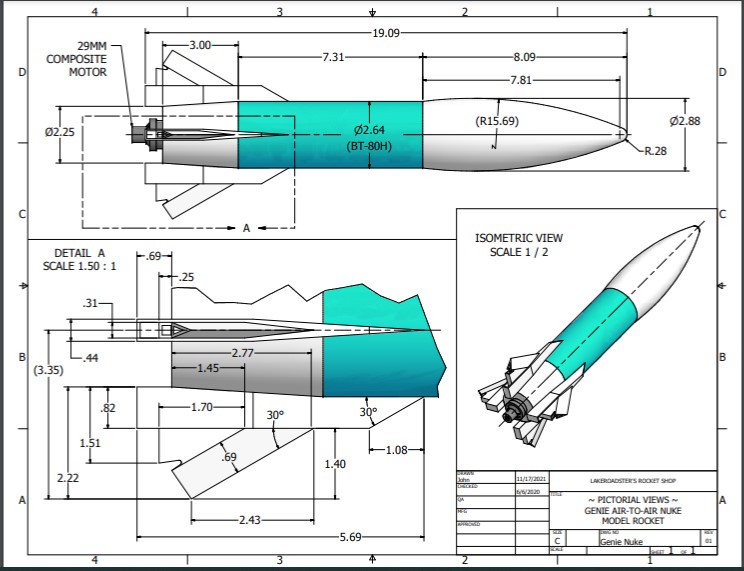 4 3 2 1
19.09
29MM
COMPOSITE
MOTOR
3.00
7.31
8.09
7.81
D D
Ø2.25
Ø2.64
(BT-80H)
(R15.69)
Ø2.88
R.28
A
C C
DETAIL A
SCALE 1.50 : 1
.69
.25
.31
.44
(3.35)
2.77
1.45
.82
1.70
30°
30°
1.51
.69
1.08
2.22
1.40
2.43
5.69
B B
ISOMETRIC VIEW
SCALE 1 / 2
A A
DRAWN
John
11/17/2021
CHECKED
6/6/2020
QA
MFG
APPROVED
LAKEROADSTER'S ROCKET SHOP
TITLE
~ PICTORIAL VIEWS ~
GENIE AIR-TO-AIR NUKE
MODEL ROCKET
SIZE
C
DWG NO
Genie Nuke
REV
01
SCALE
SHEET 1 OF 1
4 3 2 1